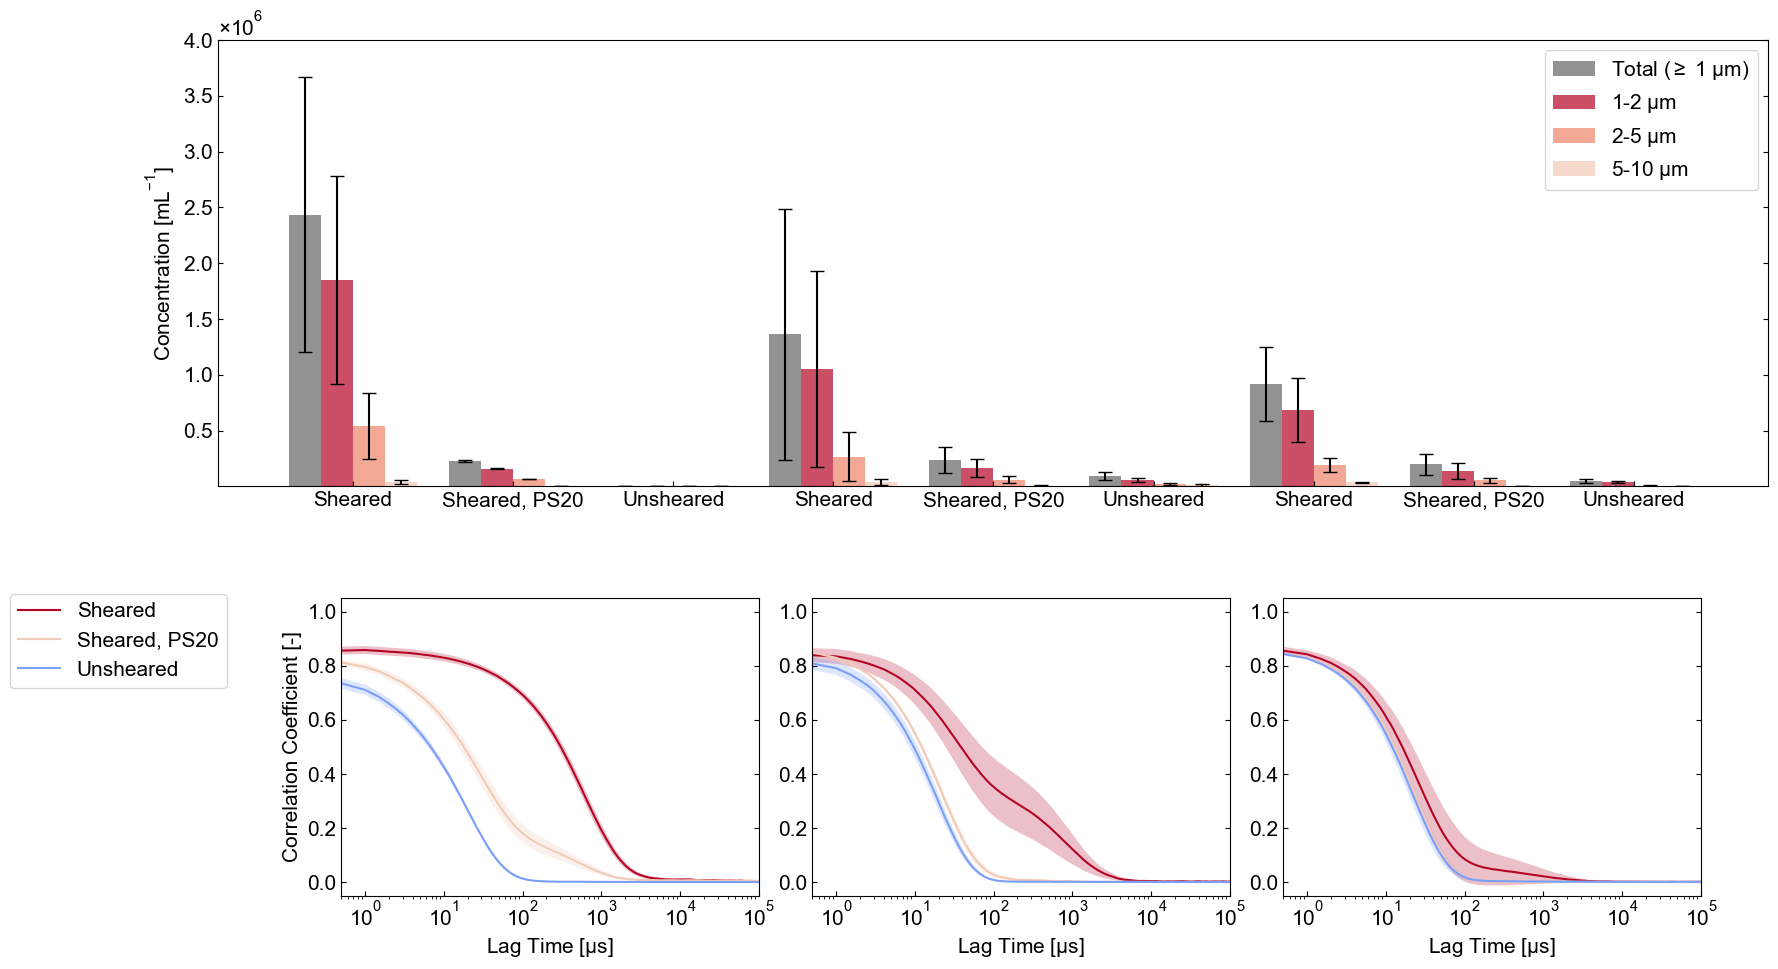 ×10⁶
4.0
3.5
3.0
2.5
2.0
1.5
1.0
0.5
Concentration [mL⁻¹]
Total (≥ 1 µm)
1-2 µm
2-5 µm
5-10 µm
Sheared Sheared, PS20 Unsheared Sheared Sheared, PS20 Unsheared Sheared Sheared, PS20 Unsheared
Sheared
Sheared, PS20
Unsheared
Correlation Coefficient [-]
1.0
0.8
0.6
0.4
0.2
0.0
10⁰ 10¹ 10² 10³ 10⁴ 10⁵
Lag Time [µs]
1.0
0.8
0.6
0.4
0.2
0.0
10⁰ 10¹ 10² 10³ 10⁴ 10⁵
Lag Time [µs]
1.0
0.8
0.6
0.4
0.2
0.0
10⁰ 10¹ 10² 10³ 10⁴ 10⁵
Lag Time [µs]